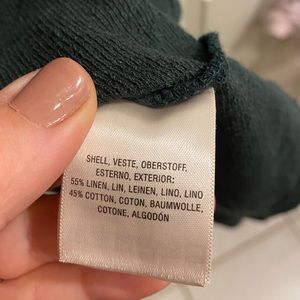 SHELL, VESTE, OBERSTOFF,
ESTERNO, EXTERIOR:
55% LINEN, LIN, LEINEN, LINO, LINO
45% COTTON, COTON, BAUMWOLLE,
COTONE, ALGODÓN